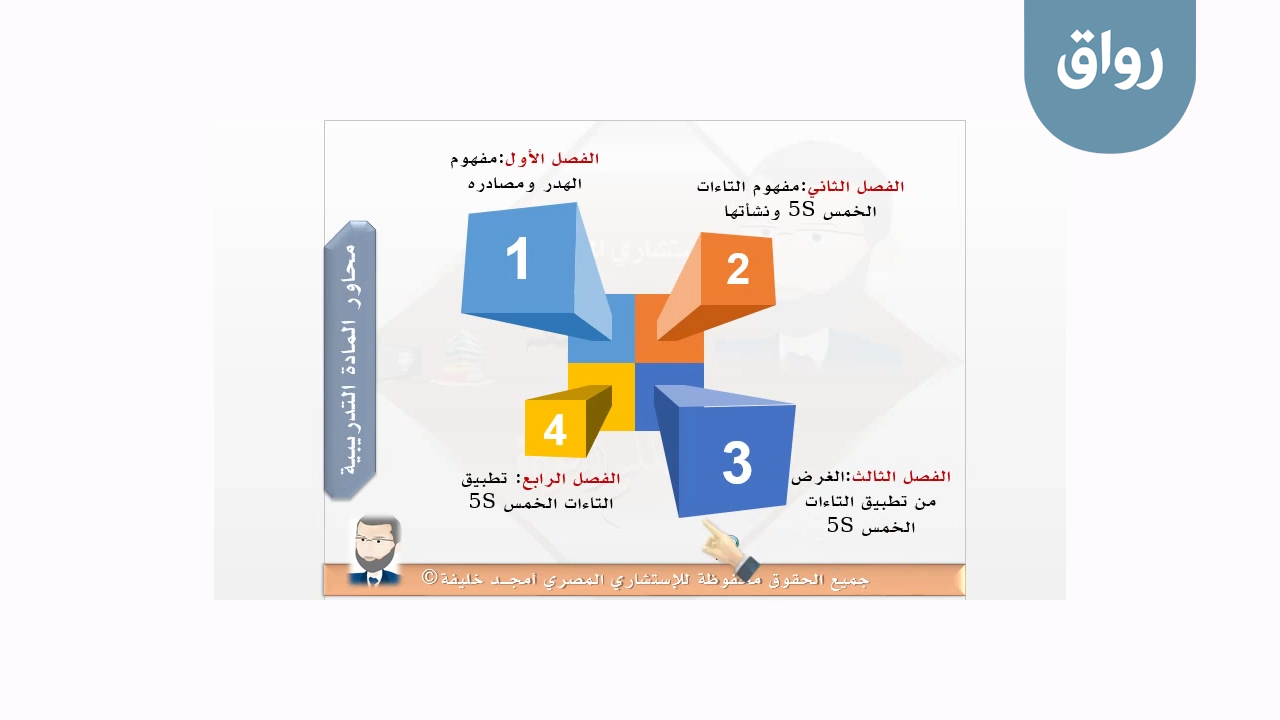 رواق
الفصل الأول:مفهوم
الهدر ومصادره
الفصل الثاني:مفهوم التاءات
الخمس 5S ونشأتها
1
2
محاور المادة التدريبية
4
3
الفصل الرابع: تطبيق
التاءات الخمس 5S
الفصل الثالث:الغرض
من تطبيق التاءات
الخمس 5S
جميع الحقوق محفوظة للإستشاري المصري أمجـد خليفة©